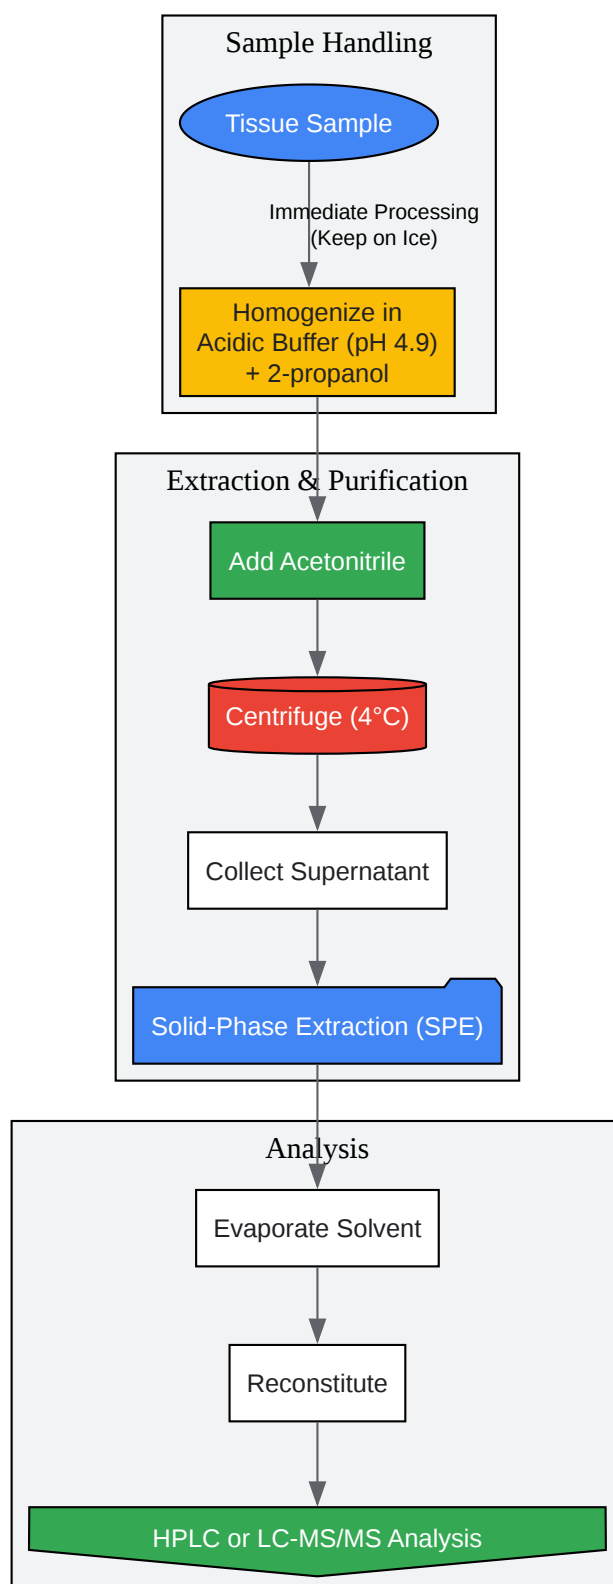 Sample Handling
Tissue Sample
Immediate Processing
(Keep on Ice)
Homogenize in
Acidic Buffer (pH 4.9)
+ 2-propanol
Extraction & Purification
Add Acetonitrile
Centrifuge (4°C)
Collect Supernatant
Solid-Phase Extraction (SPE)
Analysis
Evaporate Solvent
Reconstitute
HPLC or LC-MS/MS Analysis